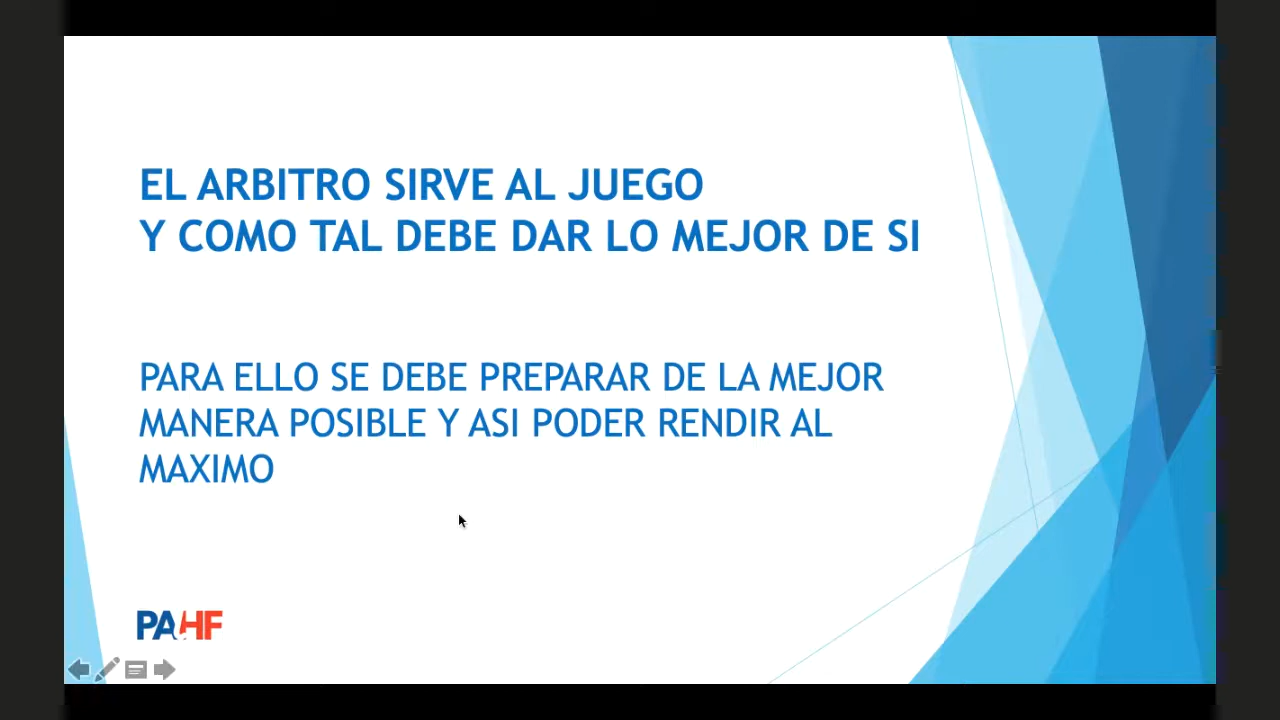 EL ARBITRO SIRVE AL JUEGO
Y COMO TAL DEBE DAR LO MEJOR DE SI
PARA ELLO SE DEBE PREPARAR DE LA MEJOR
MANERA POSIBLE Y ASI PODER RENDIR AL
MAXIMO
PAHF